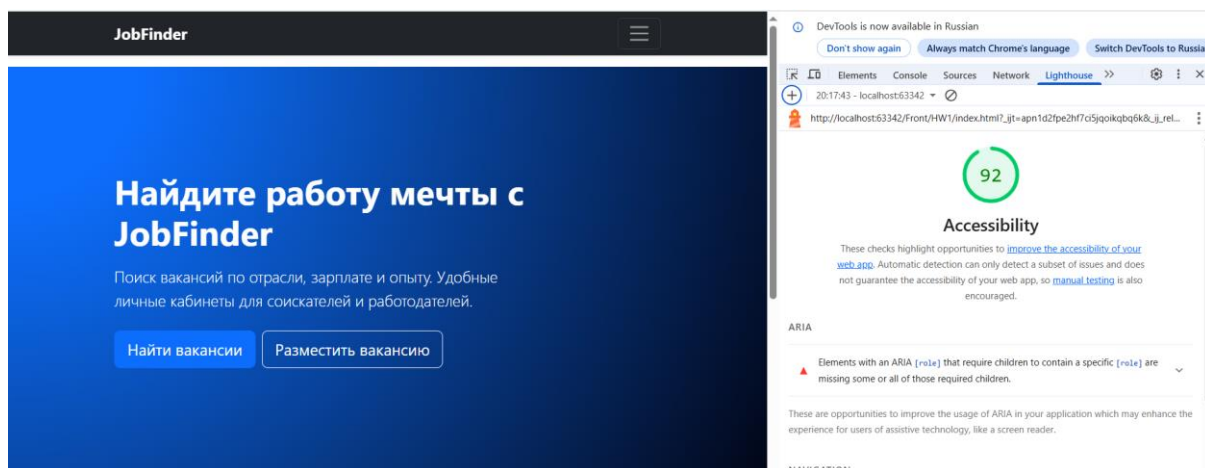 JobFinder
Найдите работу мечты с
JobFinder
Поиск вакансий по отрасли, зарплате и опыту. Удобные
личные кабинеты для соискателей и работодателей.
Найти вакансии
Разместить вакансию
DevTools is now available in Russian
Don't show again
Always match Chrome's language
Switch DevTools to Russia
Elements Console Sources Network Lighthouse
20:17:43 - localhost:63342
http://localhost:63342/Front/HW1/index.html?_ijt=apn1d2fpe2hf7ci5jqoikqbq6k&_ij_rel...
92
Accessibility
These checks highlight opportunities to improve the accessibility of your
web app. Automatic detection can only detect a subset of issues and does
not guarantee the accessibility of your web app, so manual testing is also
encouraged.
ARIA
Elements with an ARIA [role] that require children to contain a specific [role] are
missing some or all of those required children.
These are opportunities to improve the usage of ARIA in your application which may enhance the
experience for users of assistive technology, like a screen reader.